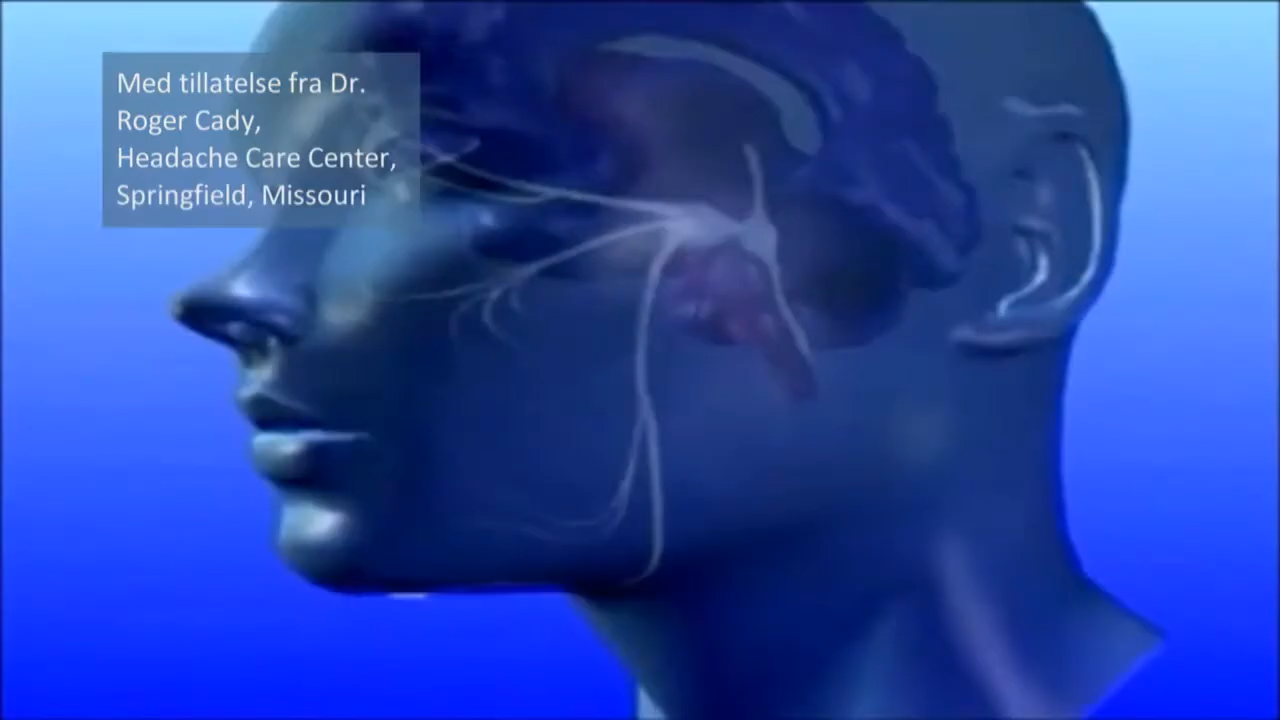 Med tillatelse fra Dr.
Roger Cady,
Headache Care Center,
Springfield, Missouri